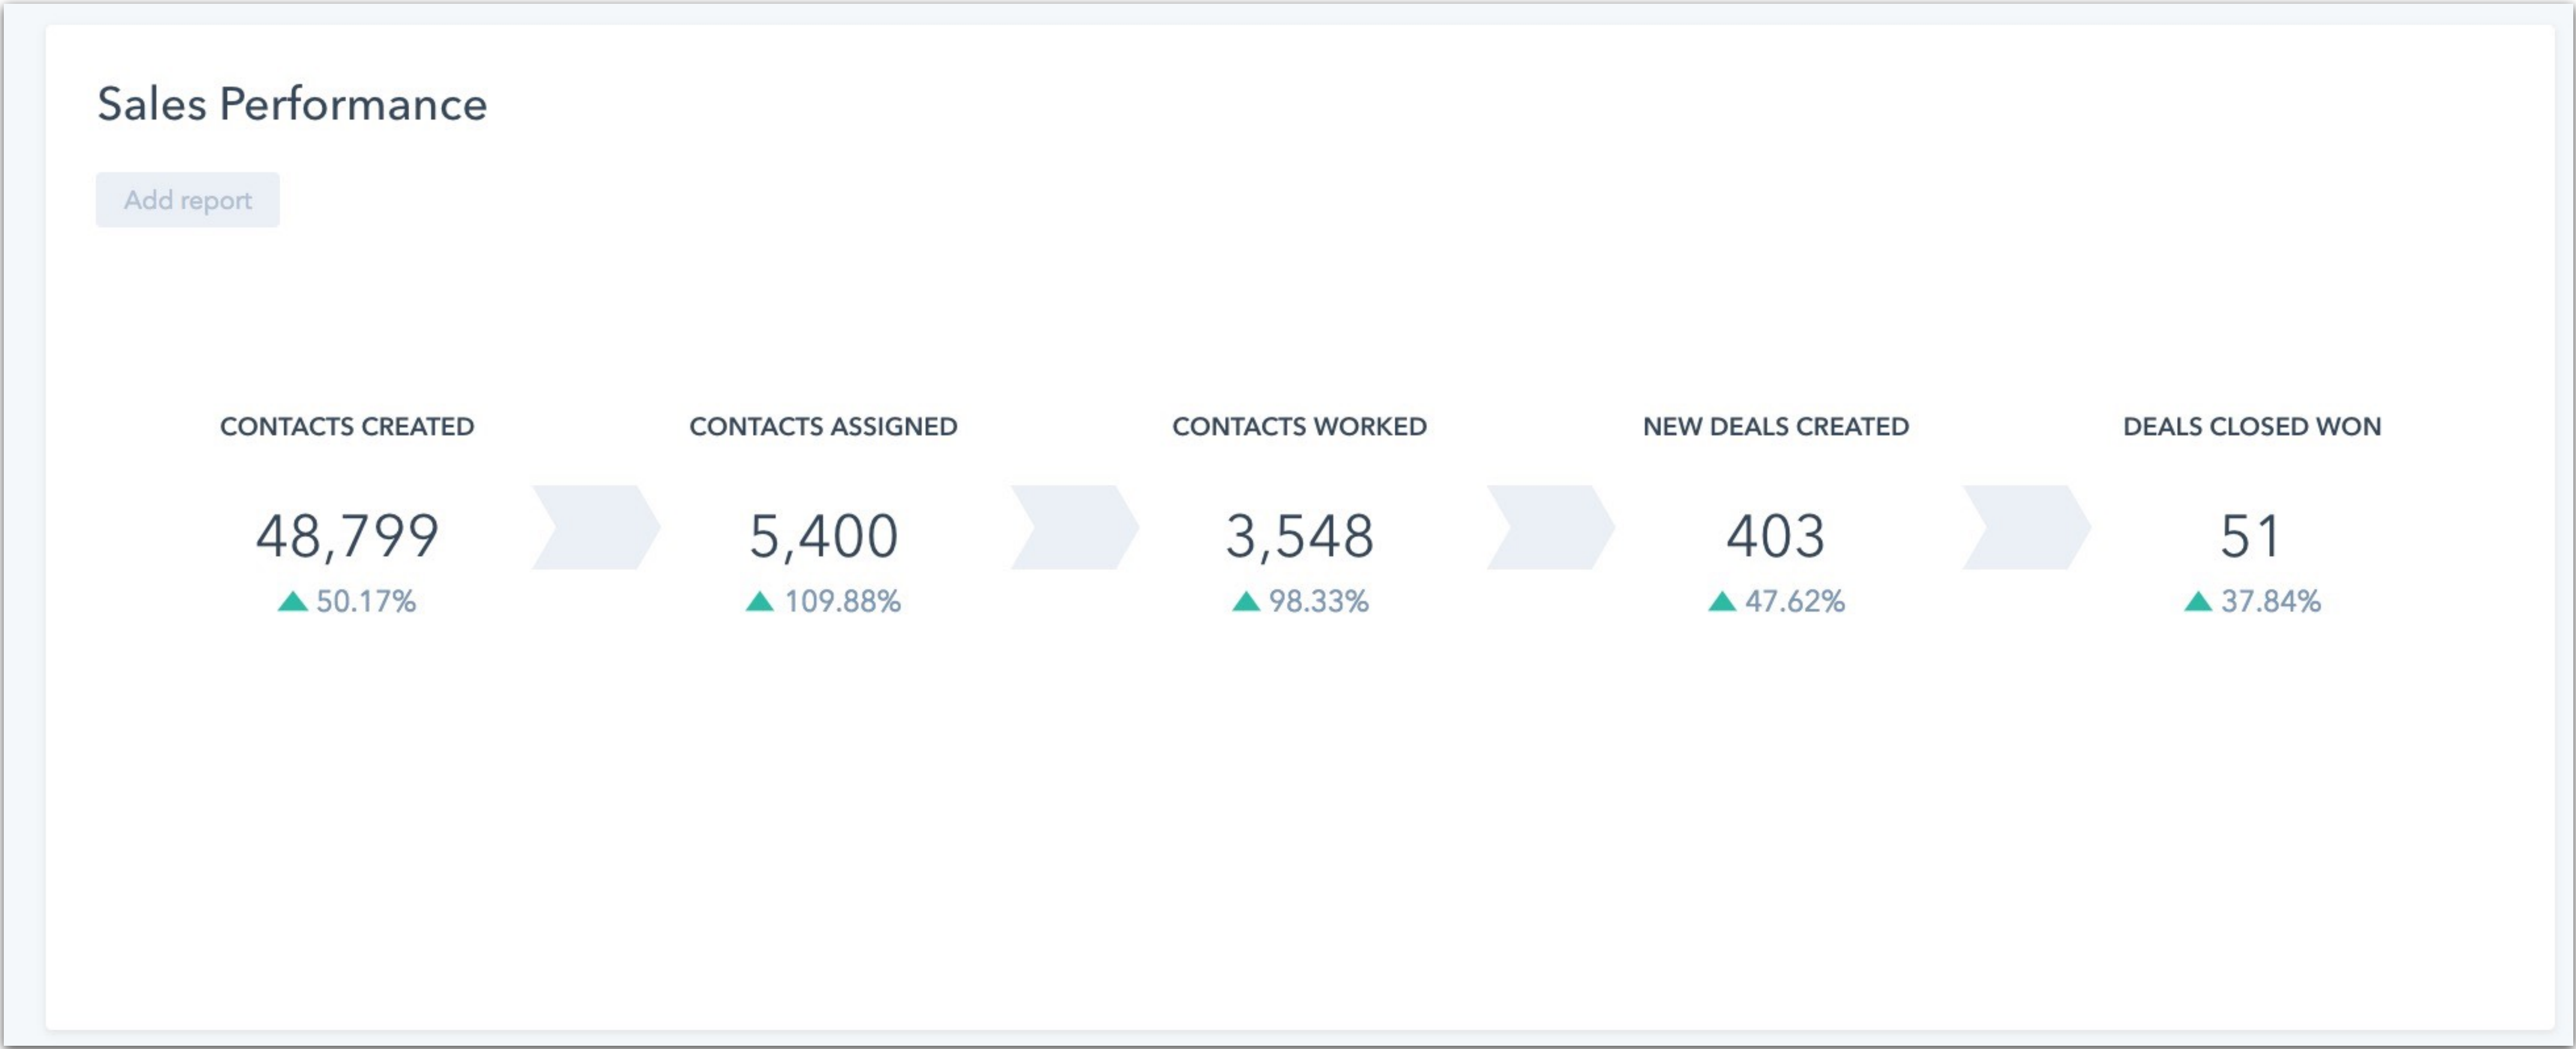 Sales Performance
Add report
CONTACTS CREATED
48,799
50.17%
CONTACTS ASSIGNED
5,400
109.88%
CONTACTS WORKED
3,548
98.33%
NEW DEALS CREATED
403
47.62%
DEALS CLOSED WON
51
37.84%